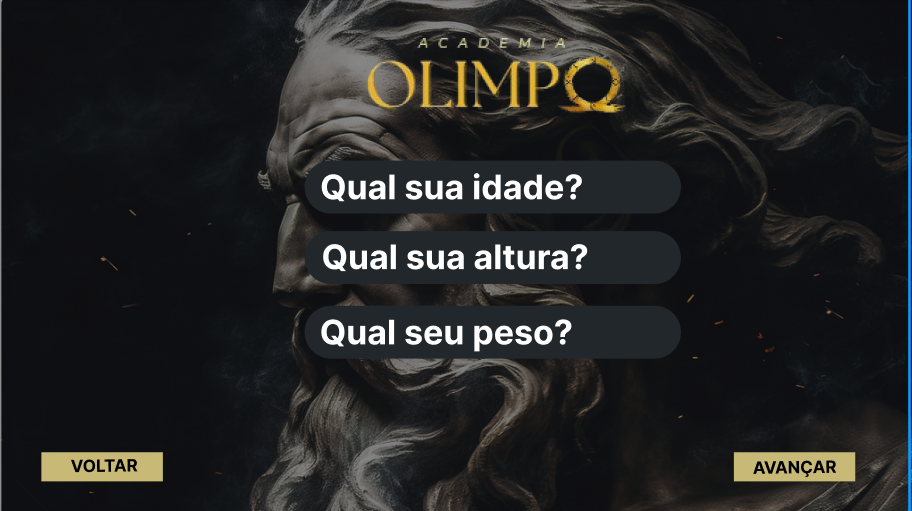 ACADEMIA
OLIMPO
Qual sua idade?
Qual sua altura?
Qual seu peso?
VOLTAR
AVANÇAR